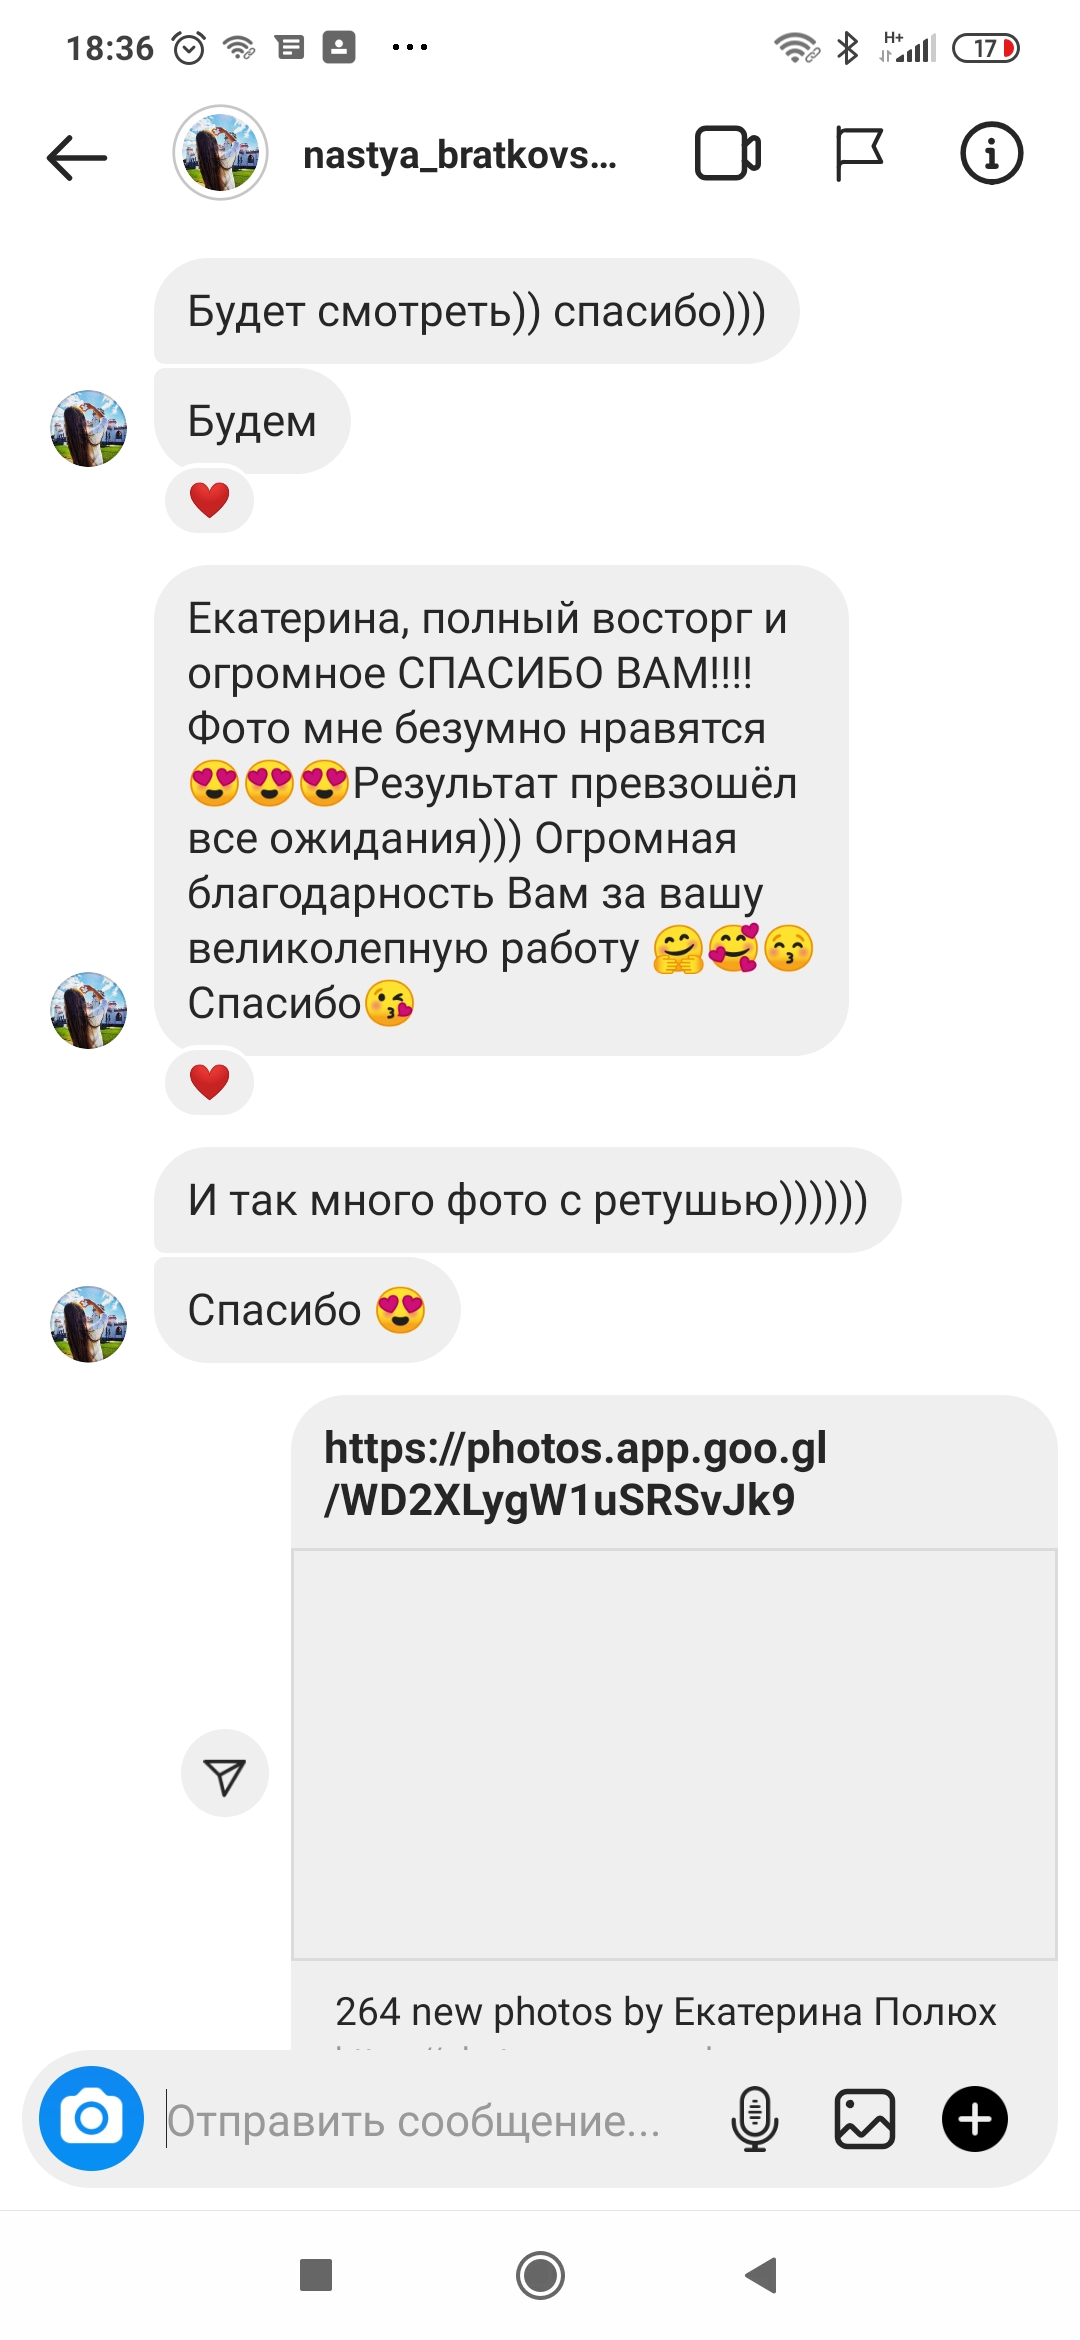 18:36
H+
17
nastya_bratkovs...
Будет смотреть)) спасибо)))
Будем
❤️
Екатерина, полный восторг и
огромное СПАСИБО ВАМ!!!!
Фото мне безумно нравятся
😍😍😍Результат превзошёл
все ожидания))) Огромная
благодарность Вам за вашу
великолепную работу 🤗🥰😚
Спасибо😘
❤️
И так много фото с ретушью))))))
Спасибо 😍
https://photos.app.goo.gl
/WD2XLygW1uSRSvJk9
264 new photos by Екатерина Полюх
Отправить сообщение...